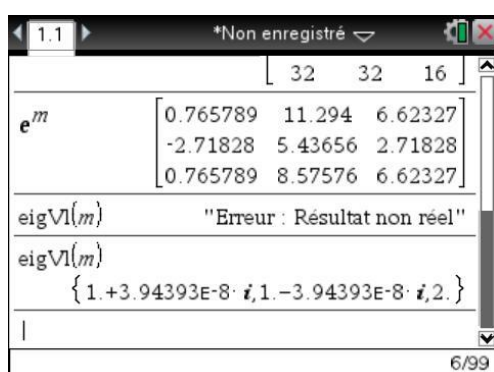 1.1 *Non enregistré
32 32 16
e^m [0.765789 11.294 6.62327
-2.71828 5.43656 2.71828
0.765789 8.57576 6.62327]
eigVl(m) "Erreur : Résultat non réel"
eigVl(m)
{1.+3.94393E-8·i,1.-3.94393E-8·i,2.}
6/99